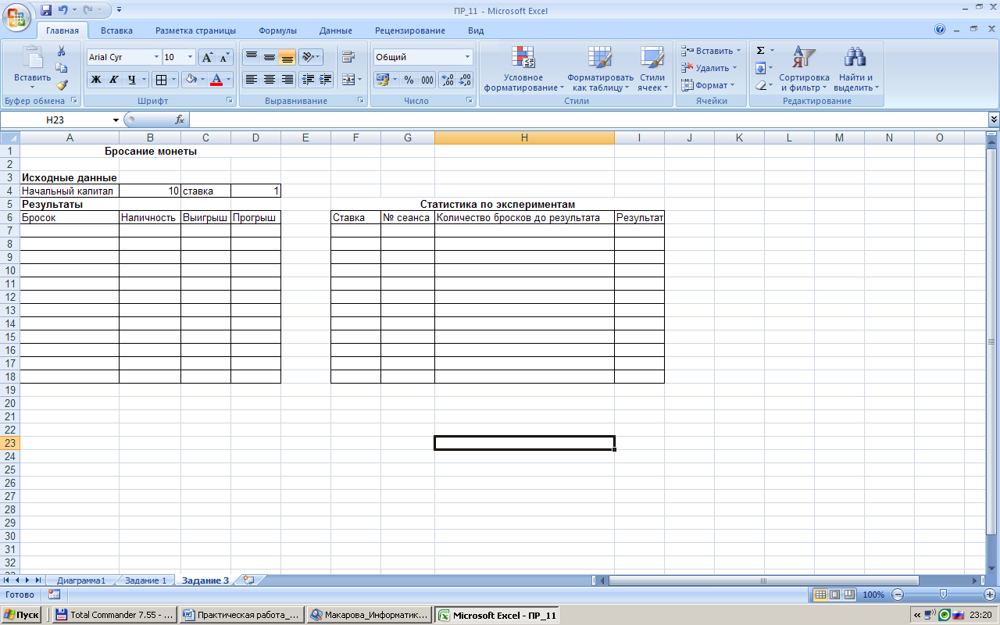 ПР_11 - Microsoft Excel
Главная Вставка Разметка страницы Формулы Данные Рецензирование Вид
Вставить
Буфер обмена
Arial Cyr 10
Ж К Ч
Шрифт
Выравнивание
Общий
% 000
Число
Условное форматирование
Форматировать как таблицу
Стили ячеек
Стили
Вставить
Удалить
Формат
Ячейки
Σ
Сортировка и фильтр
Найти и выделить
Редактирование
H23 fx
A B C D E F G H I J K L M N O
1 Бросание монеты
2
3 Исходные данные
4 Начальный капитал 10 ставка 1
5 Результаты Статистика по экспериментам
6 Бросок Наличность Выигрыш Прогрыш Ставка № сеанса Количество бросков до результата Результат
7
8
9
10
11
12
13
14
15
16
17
18
19
20
21
22
23
24
25
26
27
28
29
30
31
32
Диаграмма1 Задание 1 Задание 3
Готово 100%
Пуск Total Commander 7.55 - ... Практическая работа_... Макарова_Информатик... Microsoft Excel - ПР_11 23:20